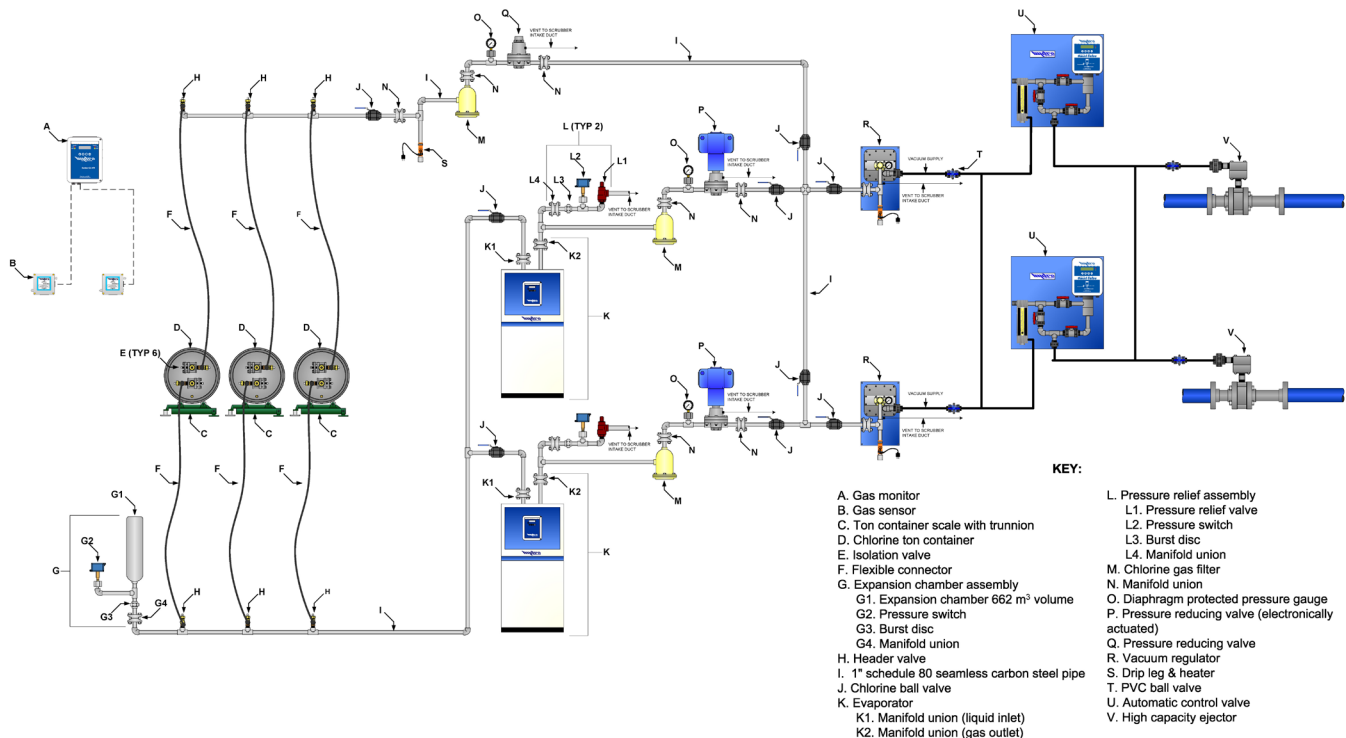 U
O
Q
VENT TO SCRUBBER
INTAKE DUCT
I
H
H
H
I
J
N
N
N
M
S
A
L (TYP 2)
L2
L1
L4
L3
VENT TO SCRUBBER
INTAKE DUCT
P
O
VENT TO SCRUBBER
INTAKE DUCT
J
J
R
VACUUM SUPPLY
T
V
VENT TO SCRUBBER
INTAKE DUCT
J
N
N
J
M
F
F
F
K1
K2
B
U
I
K
D
D
D
E (TYP 6)
C
C
C
P
O
VENT TO SCRUBBER
INTAKE DUCT
J
J
R
VACUUM SUPPLY
V
VENT TO SCRUBBER
INTAKE DUCT
VENT TO SCRUBBER
INTAKE DUCT
J
N
N
J
M
F
F
F
K1
K2
K
G1
G2
G
G3
G4
H
H
H
I
KEY:
A. Gas monitor
B. Gas sensor
C. Ton container scale with trunnion
D. Chlorine ton container
E. Isolation valve
F. Flexible connector
G. Expansion chamber assembly
G1. Expansion chamber 662 m³ volume
G2. Pressure switch
G3. Burst disc
G4. Manifold union
H. Header valve
I. 1" schedule 80 seamless carbon steel pipe
J. Chlorine ball valve
K. Evaporator
K1. Manifold union (liquid inlet)
K2. Manifold union (gas outlet)
L. Pressure relief assembly
L1. Pressure relief valve
L2. Pressure switch
L3. Burst disc
L4. Manifold union
M. Chlorine gas filter
N. Manifold union
O. Diaphragm protected pressure gauge
P. Pressure reducing valve (electronically
actuated)
Q. Pressure reducing valve
R. Vacuum regulator
S. Drip leg & heater
T. PVC ball valve
U. Automatic control valve
V. High capacity ejector